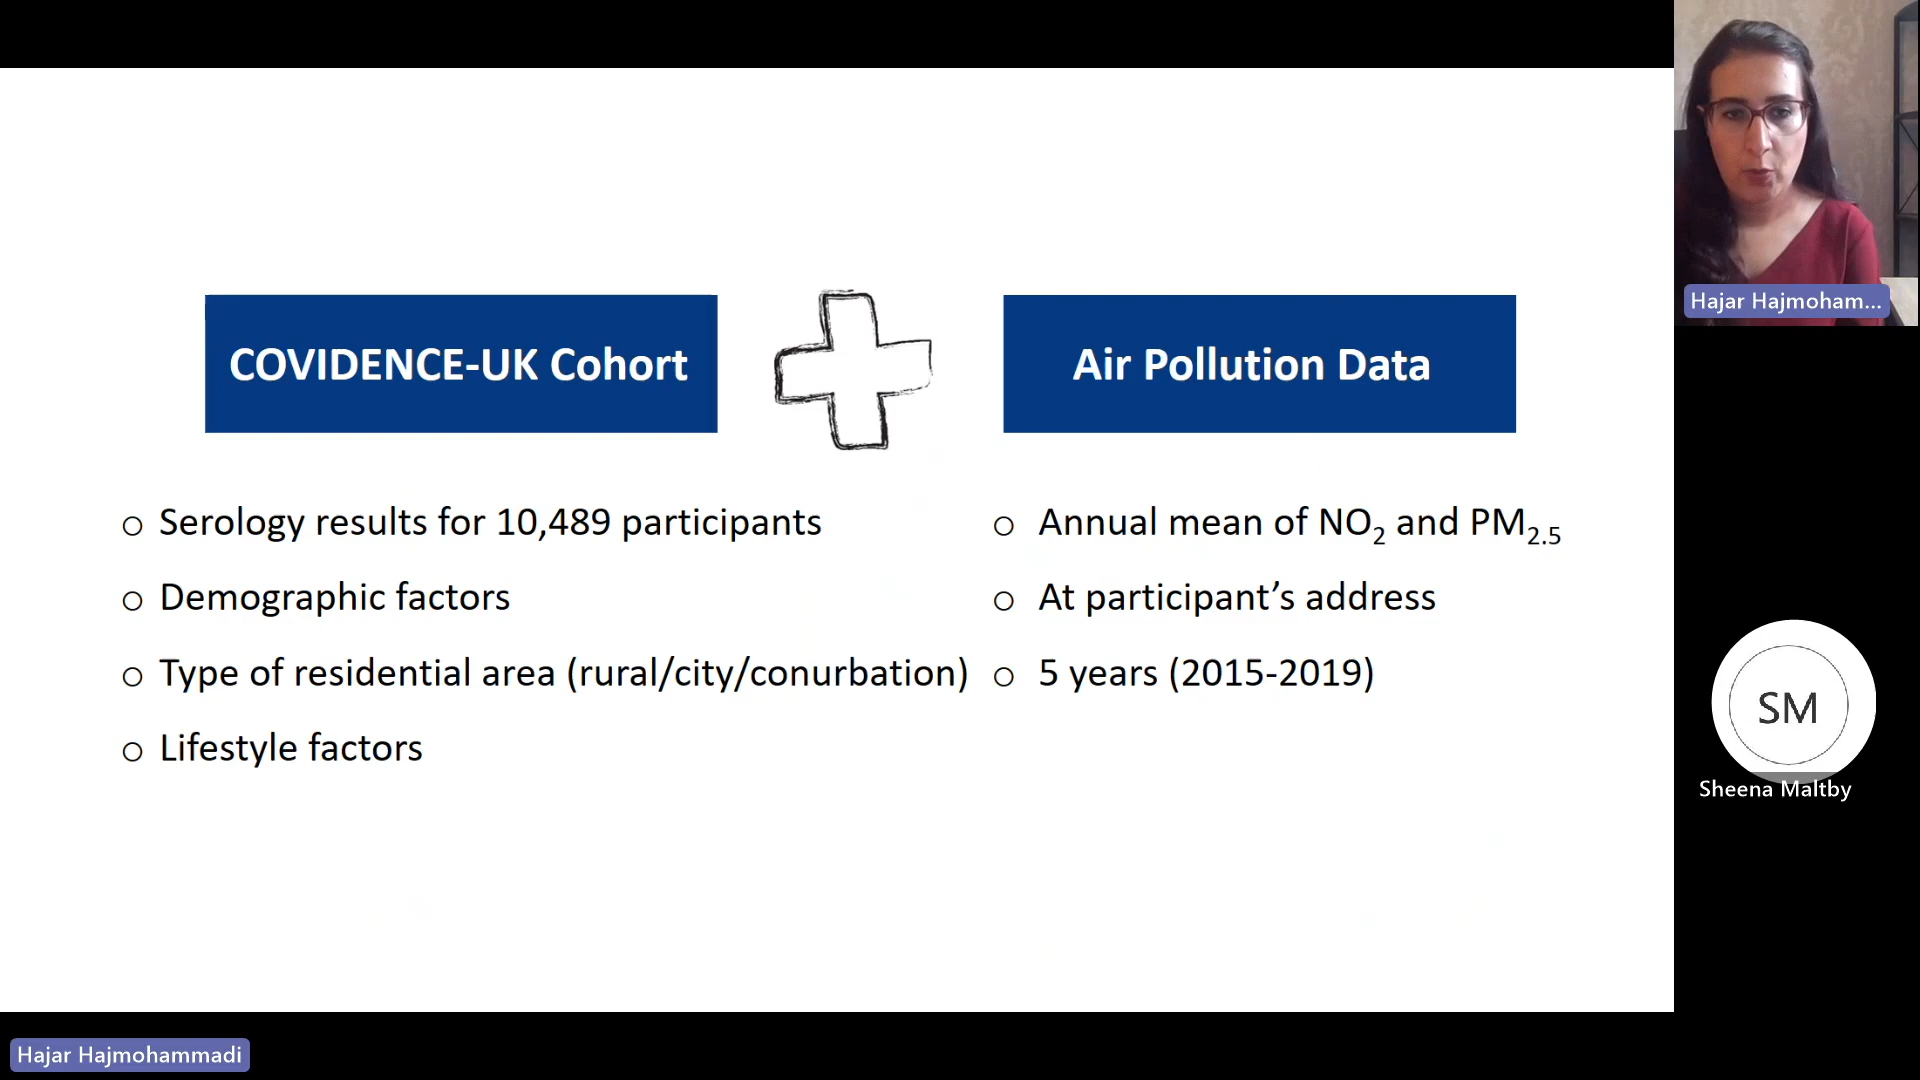 COVIDENCE-UK Cohort
Air Pollution Data
○ Serology results for 10,489 participants
○ Demographic factors
○ Type of residential area (rural/city/conurbation)
○ Lifestyle factors
○ Annual mean of NO₂ and PM₂.₅
○ At participant’s address
○ 5 years (2015-2019)
Hajar Hajmoham...
SM
Sheena Maltby
Hajar Hajmohammadi